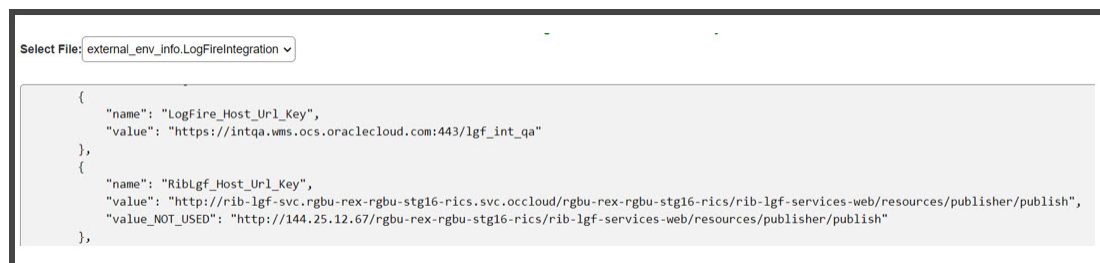 Select File: external_env_info.LogFireIntegration
{
"name": "LogFire_Host_Url_Key",
"value": "https://intqa.wms.ocs.oraclecloud.com:443/lgf_int_qa"
},
{
"name": "RibLgf_Host_Url_Key",
"value": "http://rib-lgf-svc.rgbu-rex-rgbu-stg16-rics.svc.occloud/rgbu-rex-rgbu-stg16-rics/rib-lgf-services-web/resources/publisher/publish",
"value_NOT_USED": "http://144.25.12.67/rgbu-rex-rgbu-stg16-rics/rib-lgf-services-web/resources/publisher/publish"
},